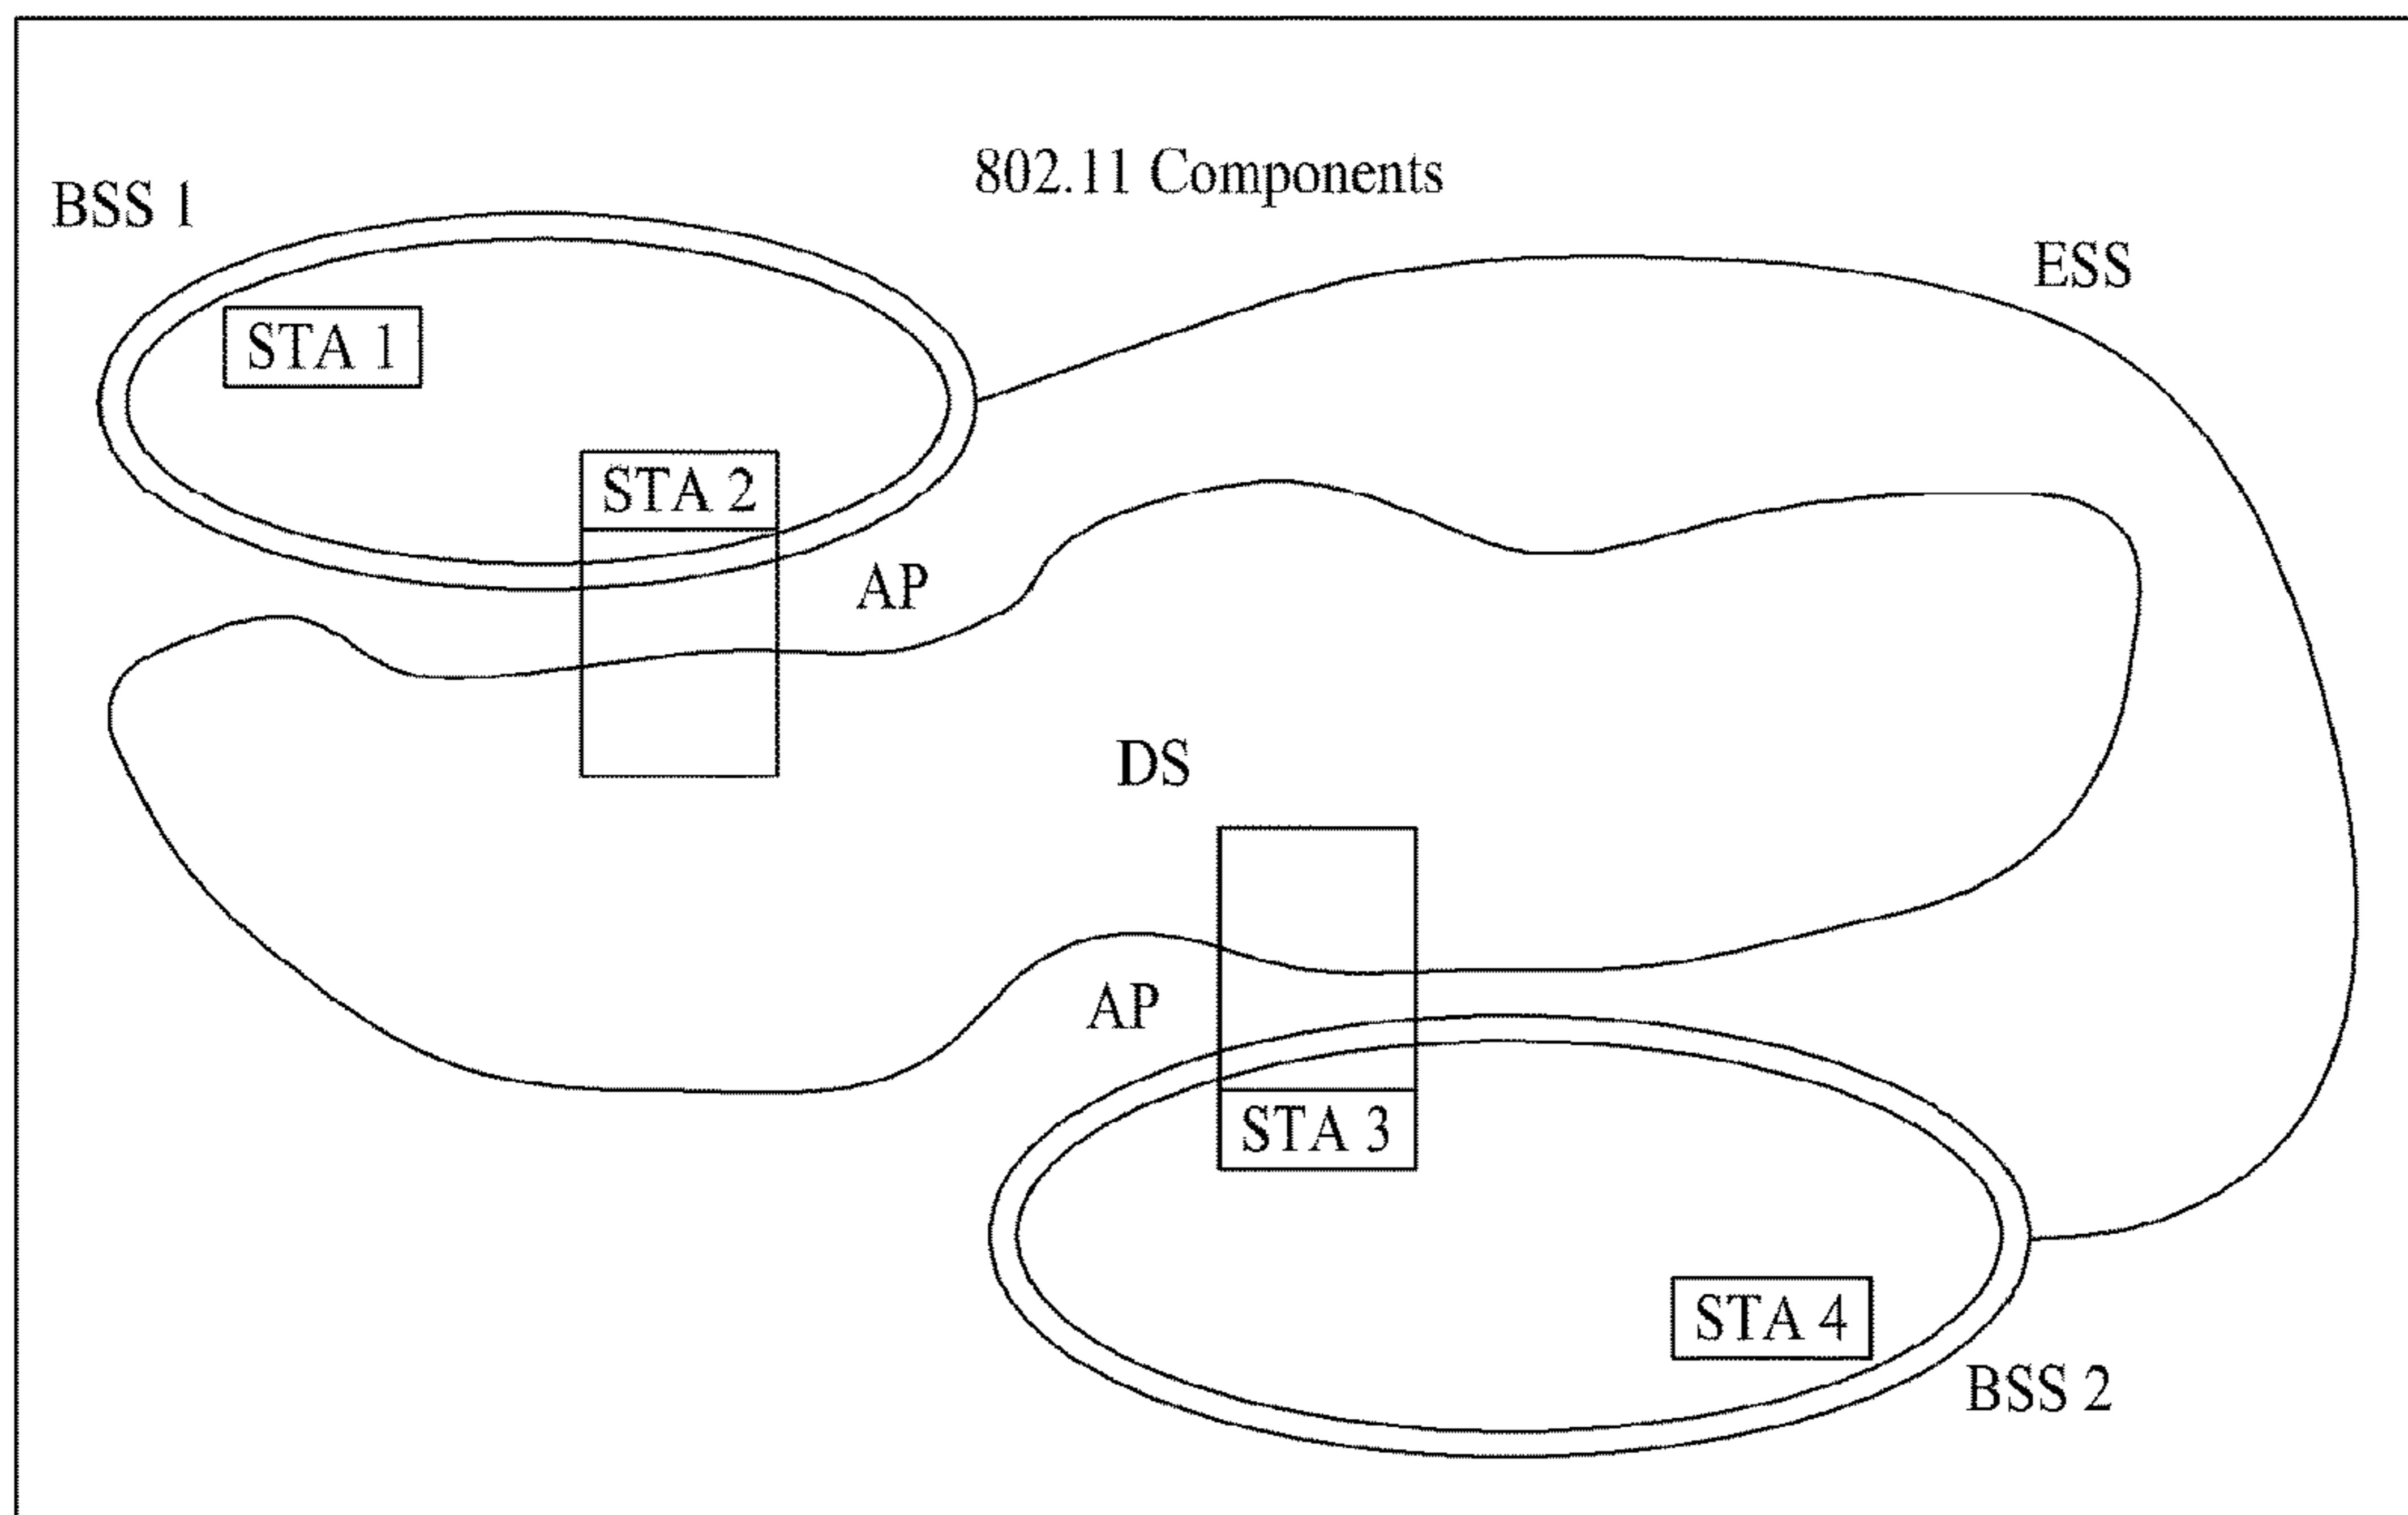 802.11 Components
BSS 1
ESS
STA 1
STA 2
AP
DS
AP
STA 3
STA 4
BSS 2